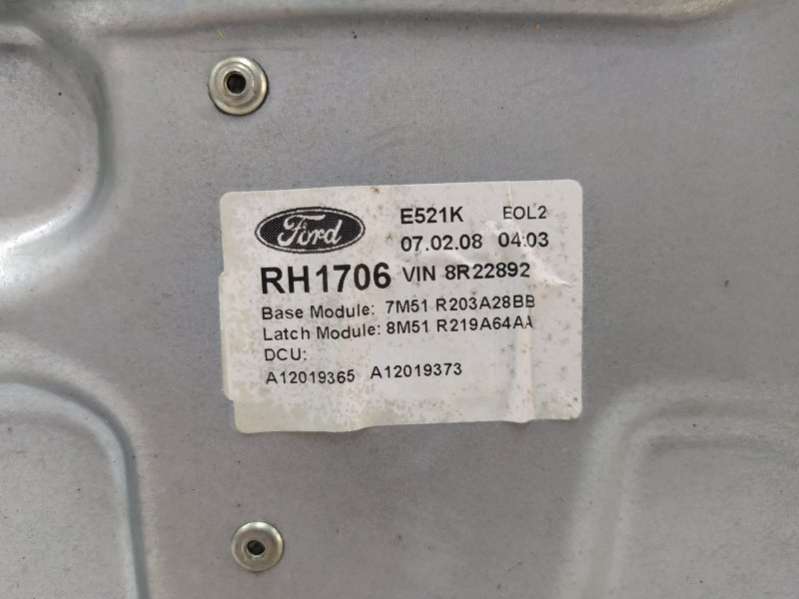 Ford
E521K EOL2
07.02.08 04:03
RH1706 VIN 8R22892
Base Module: 7M51 R203A28BB
Latch Module: 8M51 R219A64AA
DCU:
A12019365 A12019373